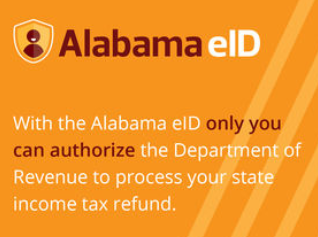 Alabama eID
With the Alabama eID only you
can authorize the Department of
Revenue to process your state
income tax refund.